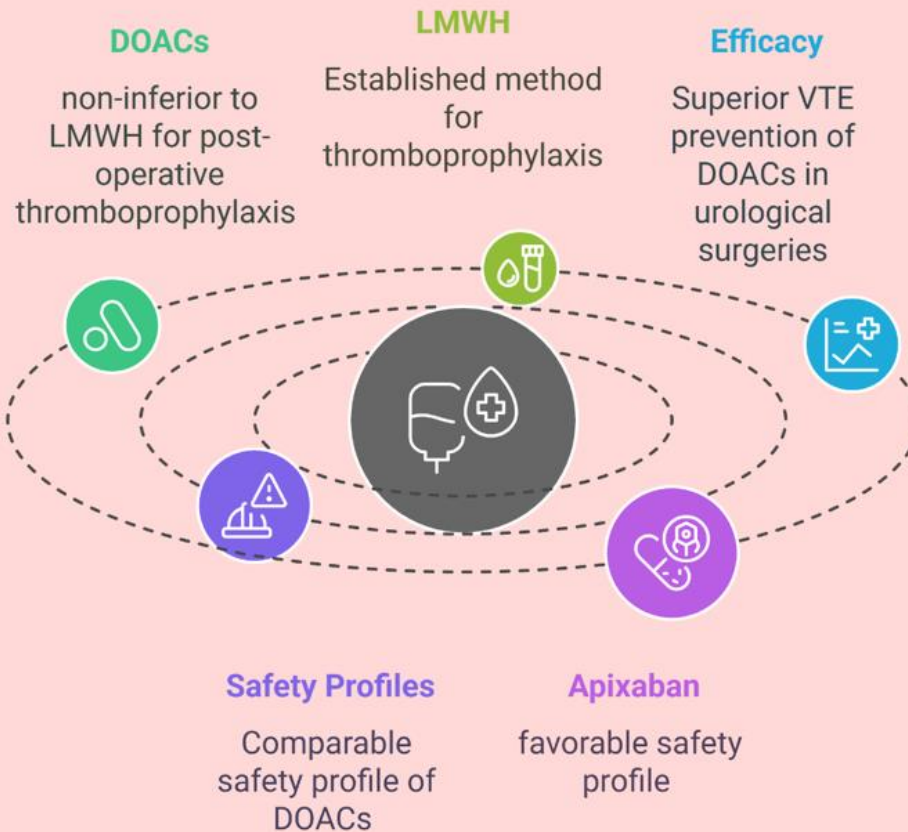 DOACs
non-inferior to
LMWH for post-
operative
thromboprophylaxis
LMWH
Established method
for
thromboprophylaxis
Efficacy
Superior VTE
prevention of
DOACs in
urological
surgeries
Safety Profiles
Comparable
safety profile of
DOACs
Apixaban
favorable safety
profile